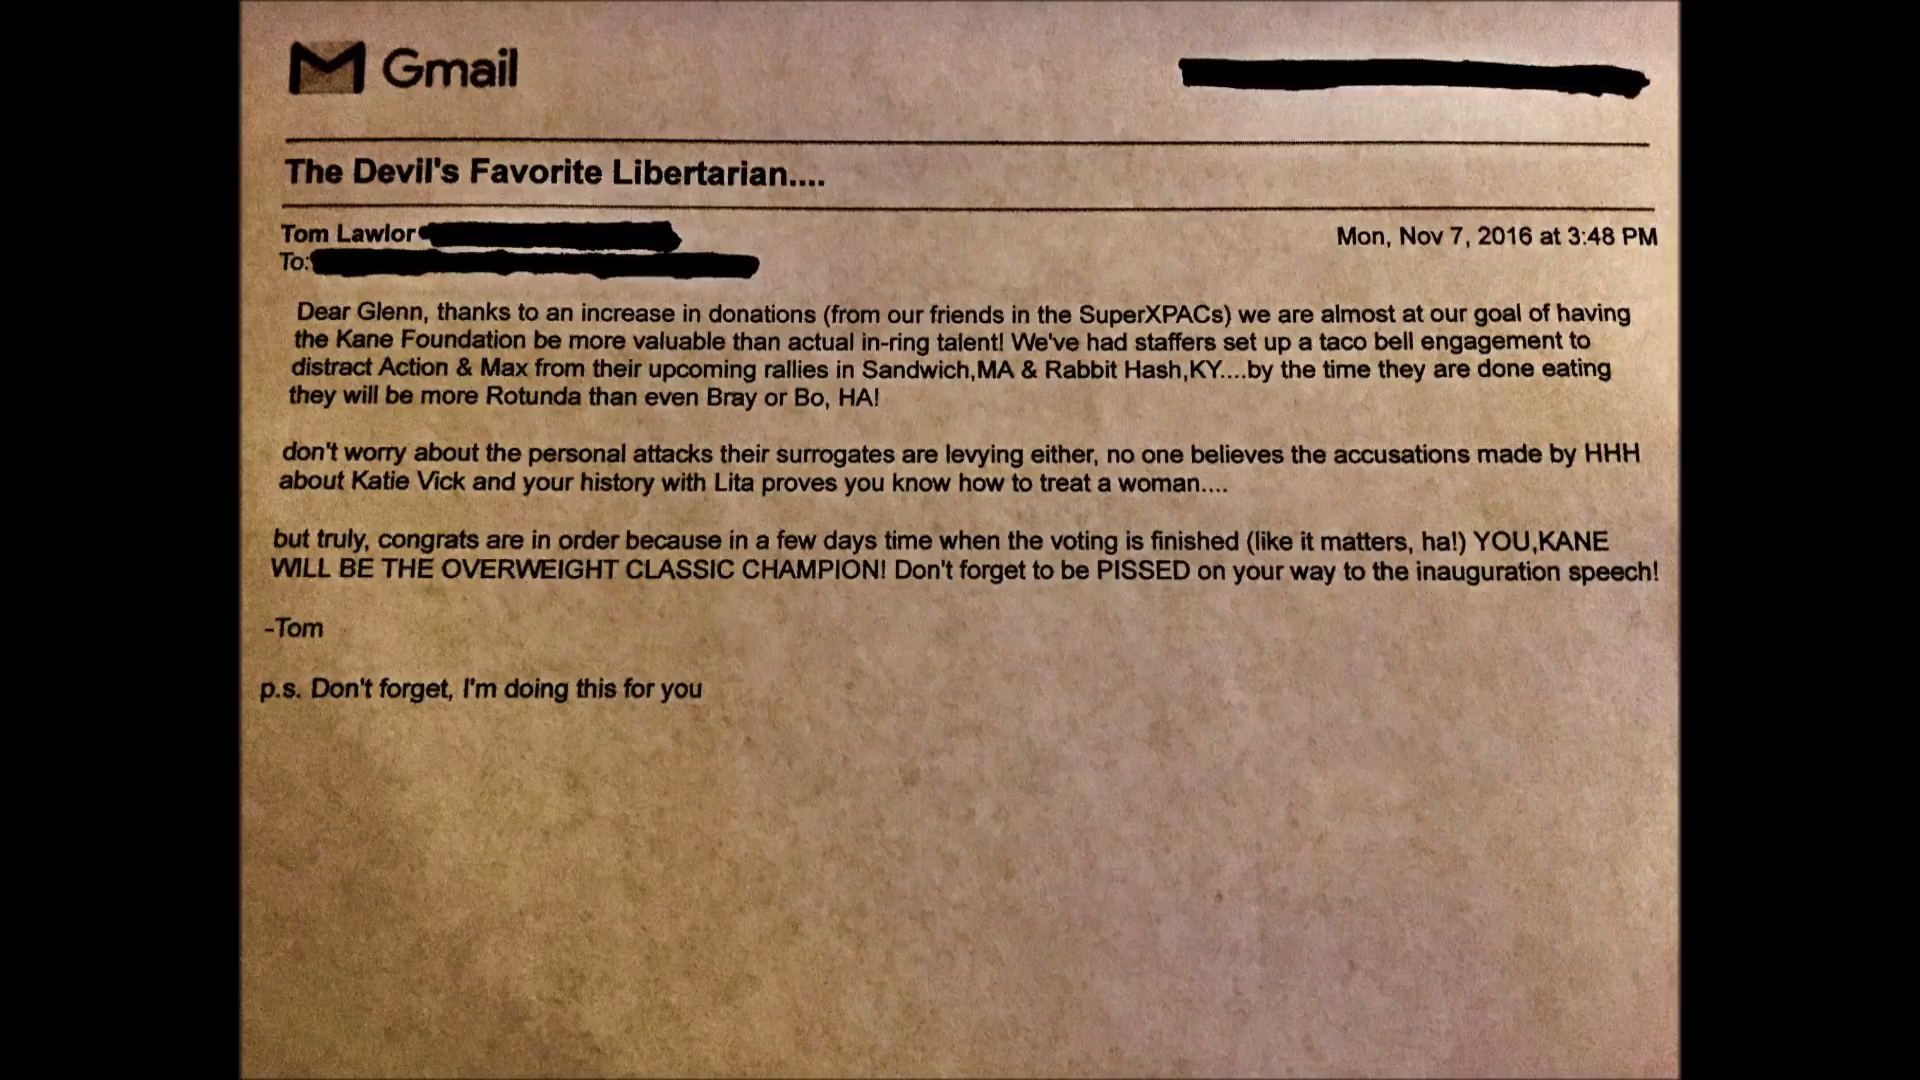 Gmail
The Devil's Favorite Libertarian....
Tom Lawlor
Mon, Nov 7, 2016 at 3:48 PM
To:
Dear Glenn, thanks to an increase in donations (from our friends in the SuperXPACs) we are almost at our goal of having
the Kane Foundation be more valuable than actual in-ring talent! We've had staffers set up a taco bell engagement to
distract Action & Max from their upcoming rallies in Sandwich,MA & Rabbit Hash,KY....by the time they are done eating
they will be more Rotunda than even Bray or Bo, HA!
don't worry about the personal attacks their surrogates are levying either, no one believes the accusations made by HHH
about Katie Vick and your history with Lita proves you know how to treat a woman....
but truly, congrats are in order because in a few days time when the voting is finished (like it matters, ha!) YOU,KANE
WILL BE THE OVERWEIGHT CLASSIC CHAMPION! Don't forget to be PISSED on your way to the inauguration speech!
-Tom
p.s. Don't forget, I'm doing this for you